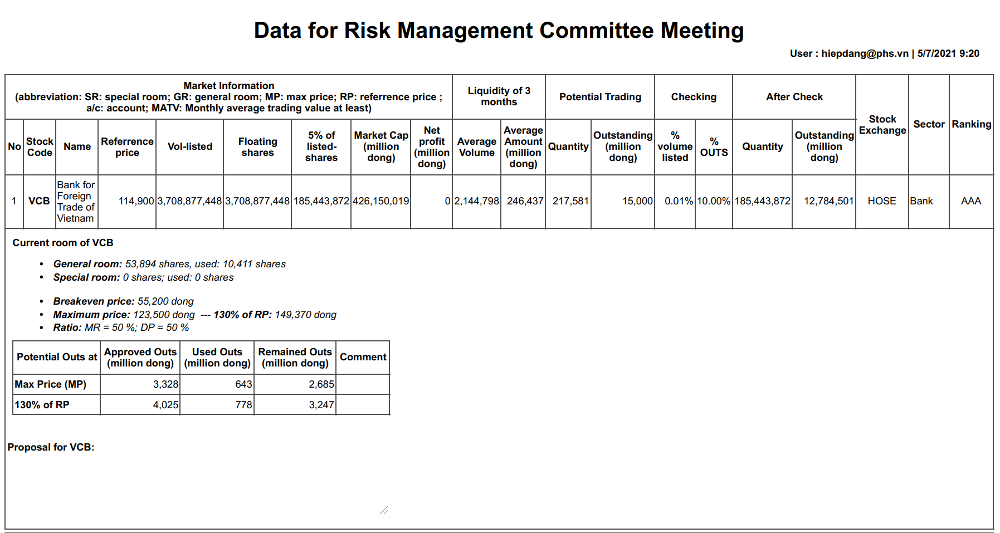 Data for Risk Management Committee Meeting
User : hiepdang@phs.vn | 5/7/2021 9:20
Market Information
(abbreviation: SR: special room; GR: general room; MP: max price; RP: referrence price ;
a/c: account; MATV: Monthly average trading value at least)
Liquidity of 3
months
Potential Trading
Checking
After Check
Stock
Exchange
Sector
Ranking
No
Stock
Code
Name
Referrence
price
Vol-listed
Floating
shares
5% of
listed-
shares
Market Cap
(million
dong)
Net
profit
(million
dong)
Average
Volume
Average
Amount
(million
dong)
Quantity
Outstanding
(million
dong)
%
volume
listed
%
OUTS
Quantity
Outstanding
(million
dong)
1
VCB
Bank for
Foreign
Trade of
Vietnam
114,900
3,708,877,448
3,708,877,448
185,443,872
426,150,019
0
2,144,798
246,437
217,581
15,000
0.01%
10.00%
185,443,872
12,784,501
HOSE
Bank
AAA
Current room of VCB
• General room: 53,894 shares, used: 10,411 shares
• Special room: 0 shares; used: 0 shares
• Breakeven price: 55,200 dong
• Maximum price: 123,500 dong --- 130% of RP: 149,370 dong
• Ratio: MR = 50 %; DP = 50 %
Potential Outs at
Approved Outs
(million dong)
Used Outs
(million dong)
Remained Outs
(million dong)
Comment
Max Price (MP)
3,328
643
2,685
130% of RP
4,025
778
3,247
Proposal for VCB: